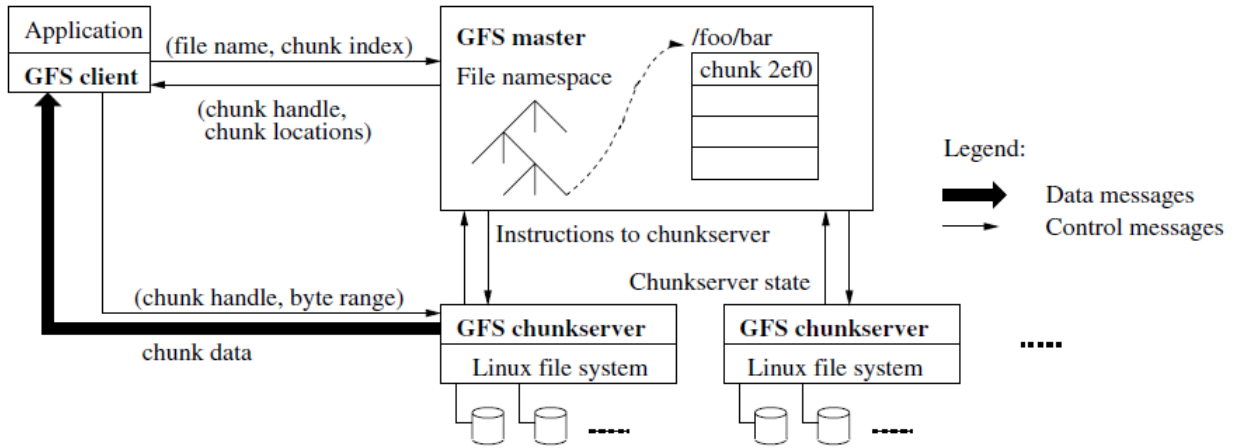 Application
GFS client
(file name, chunk index)
(chunk handle,
chunk locations)
GFS master
File namespace
/foo/bar
chunk 2ef0
Legend:
Data messages
Control messages
Instructions to chunkserver
Chunkserver state
(chunk handle, byte range)
chunk data
GFS chunkserver
Linux file system
GFS chunkserver
Linux file system